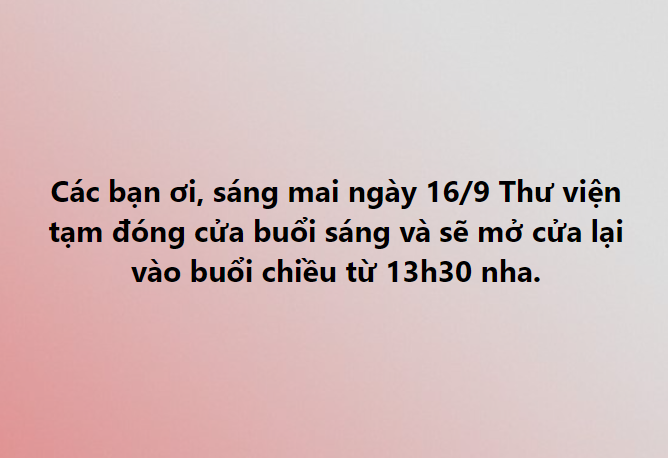 Các bạn ơi, sáng mai ngày 16/9 Thư viện
tạm đóng cửa buổi sáng và sẽ mở cửa lại
vào buổi chiều từ 13h30 nha.